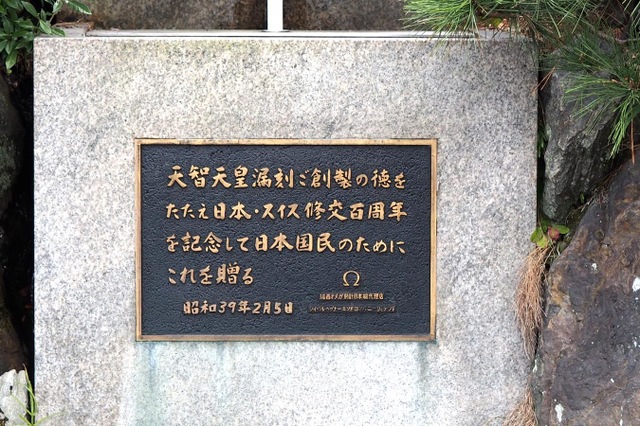 天智天皇漏刻ご創製の徳を
たたえ日本・スイス修交百周年
を記念して日本国民のために
これを贈る
Ω
昭和39年2月5日